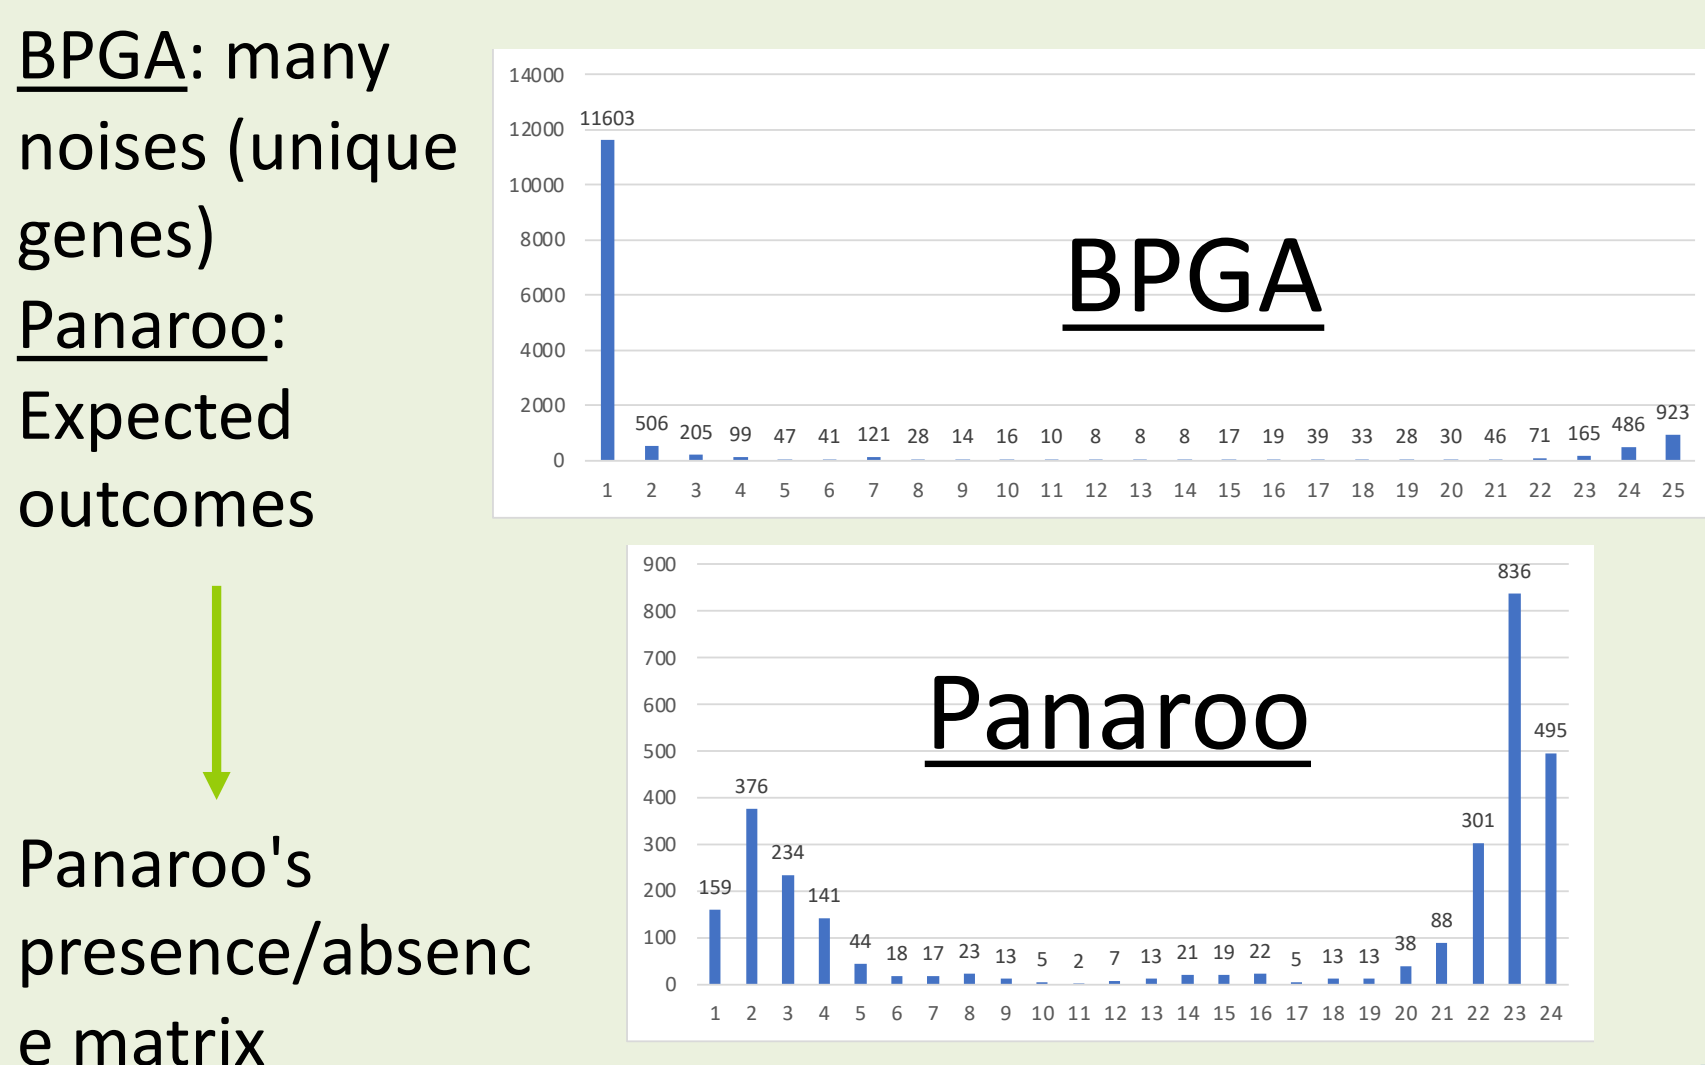 BPGA: many
noises (unique
genes)
Panaroo:
Expected
outcomes
Panaroo's
presence/absenc
e matrix
14000
12000
10000
8000
6000
4000
2000
0
BPGA
11603 506 205 99 47 41 121 28 14 16 10 8 8 8 17 19 39 33 28 30 46 71 165 486 923
1 2 3 4 5 6 7 8 9 10 11 12 13 14 15 16 17 18 19 20 21 22 23 24 25
900
800
700
600
500
400
300
200
100
0
Panaroo
159 376 234 141 44 18 17 23 13 5 2 7 13 21 19 22 5 13 13 38 88 301 836 495
1 2 3 4 5 6 7 8 9 10 11 12 13 14 15 16 17 18 19 20 21 22 23 24